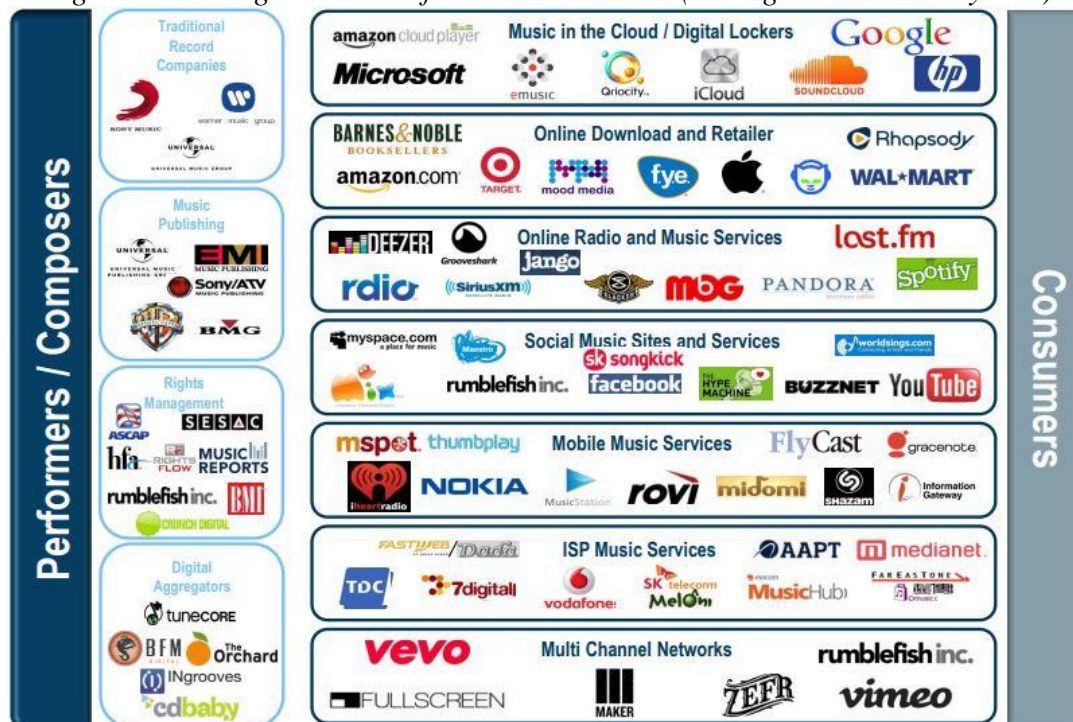 Performers / Composers
Traditional
Record
Companies
SONY MUSIC
warner music group
UNIVERSAL
UNIVERSAL MUSIC GROUP
Music
Publishing
UNIVERSAL
UNIVERSAL MUSIC
EMI
MUSIC PUBLISHING
Sony/ATV
MUSIC PUBLISHING
BMG
Rights
Management
ASCAP
SESAC
hfa
RIGHTS
FLOW
MUSIC
REPORTS
rumblefish inc.
BMI
CRUNCH DIGITAL
Digital
Aggregators
tunecore
BFM
DIGITAL
The
Orchard
INgrooves
cdbaby
amazon cloud player
Music in the Cloud / Digital Lockers
Google
Microsoft
emusic
Qriocity
iCloud
SOUNDCLOUD
hp
BARNES&NOBLE
BOOKSELLERS
Online Download and Retailer
Rhapsody
amazon.com
TARGET
mood media
fye
WAL★MART
DEEZER
Grooveshark
Online Radio and Music Services
jango
last.fm
rdio
((SiriusXM))
SATELLITE RADIO
SLACKER
MOG
PANDORA
Spotify
myspace.com
a place for music
Maestro
Social Music Sites and Services
worldsings.com
sk songkick
rumblefish inc.
facebook
THE
HYPE
MACHINE
BUZZNET
YouTube
mspot
thumbplay
Mobile Music Services
FlyCast
gracenote
iheartradio
NOKIA
MusicStation
rovi
midomi
SHAZAM
Information
Gateway
FASTWEB/Dada
ISP Music Services
AAPT
medianet
TDC
7digital
vodafone
SK telecom
MelOn
MusicHub
FAREASTONE
vevo
Multi Channel Networks
rumblefish inc.
FULLSCREEN
MAKER
ZEFR
vimeo
Consumers